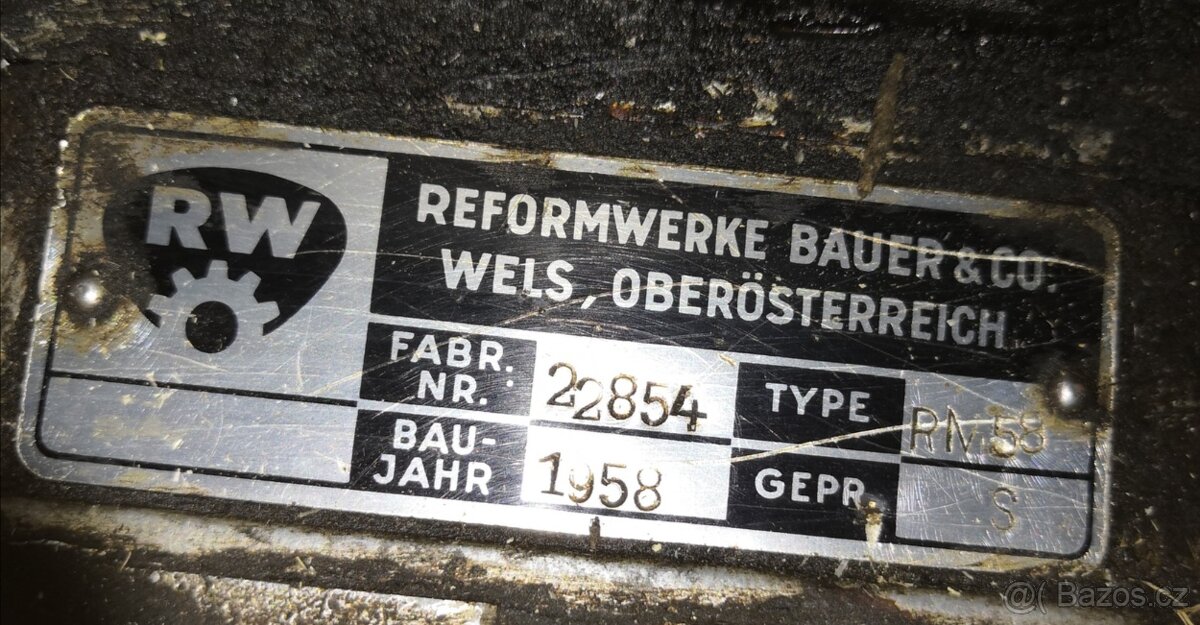 RW
REFORMWERKE BAUER & CO.
WELS, OBERÖSTERREICH
FABR. NR. : 22854
TYPE RM 58
BAU-JAHR 1958
GEPR. S
@( Bazos.cz